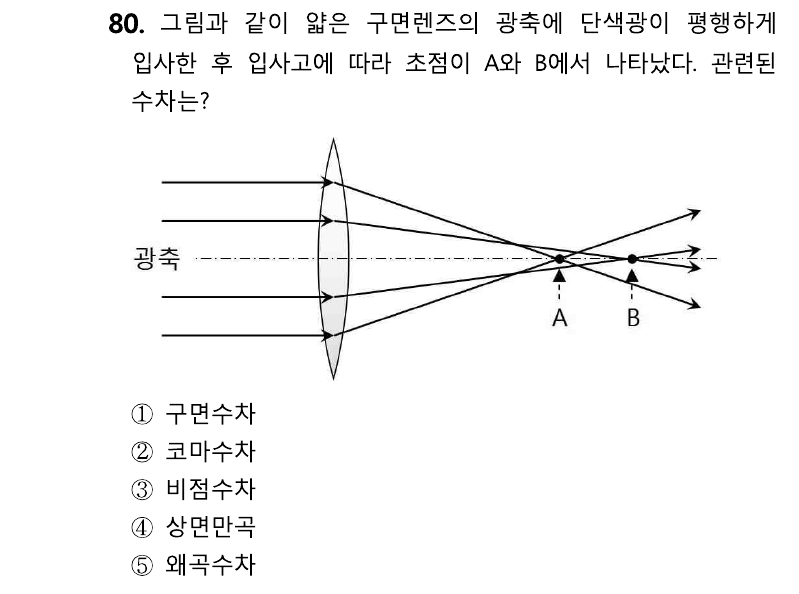 80. 그림과 같이 얇은 구면렌즈의 광축에 단색광이 평행하게
입사한 후 입사고에 따라 초점이 A와 B에서 나타났다. 관련된
수차는?
광축
A
B
① 구면수차
② 코마수차
③ 비점수차
④ 상면만곡
⑤ 왜곡수차